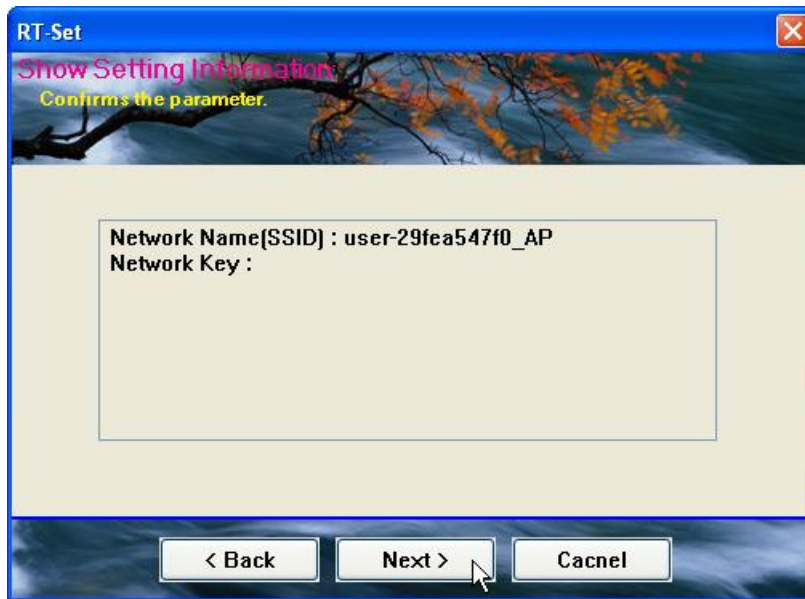 RT-Set
Show Setting Information:
Confirms the parameter.
Network Name(SSID) : user-29fea547f0_AP
Network Key :
< Back
Next >
Cacnel